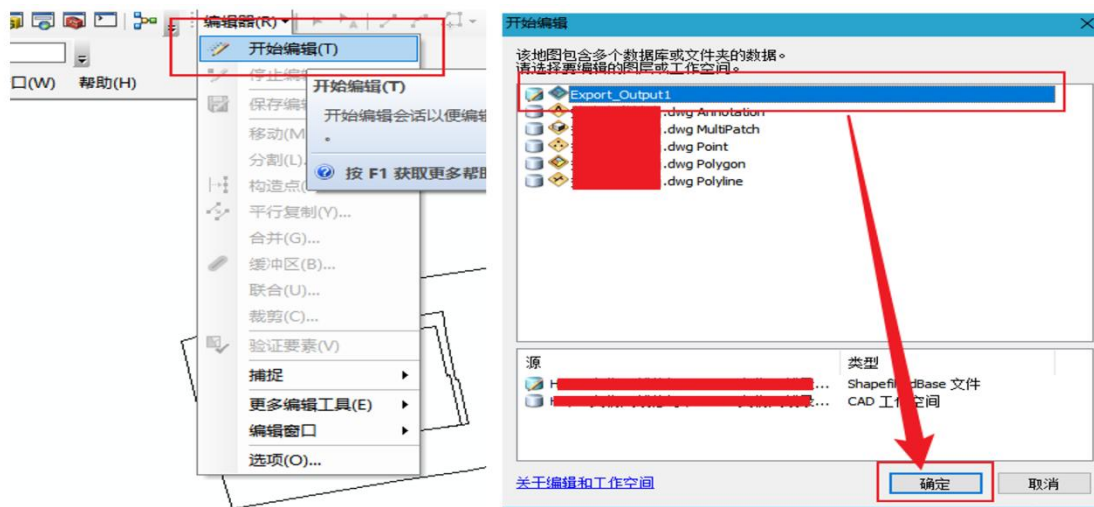 编辑器(R)
开始编辑(T)
口(W) 帮助(H)
停止编
开始编辑(T)
保存编辑
开始编辑会话以便编辑
移动(M
。
分割(L).
按 F1 获取更多帮助
构造点(
平行复制(Y)...
合并(G)...
缓冲区(B)...
联合(U)...
裁剪(C)...
验证要素(V)
捕捉
更多编辑工具(E)
编辑窗口
选项(O)...
开始编辑
该地图包含多个数据库或文件夹的数据。
请选择要编辑的图层或工作空间。
Export_Output1
.dwg Annotation
.dwg MultiPatch
.dwg Point
.dwg Polygon
.dwg Polyline
源 类型
H ... Shapefile dBase 文件
... CAD 工作空间
关于编辑和工作空间 确定 取消